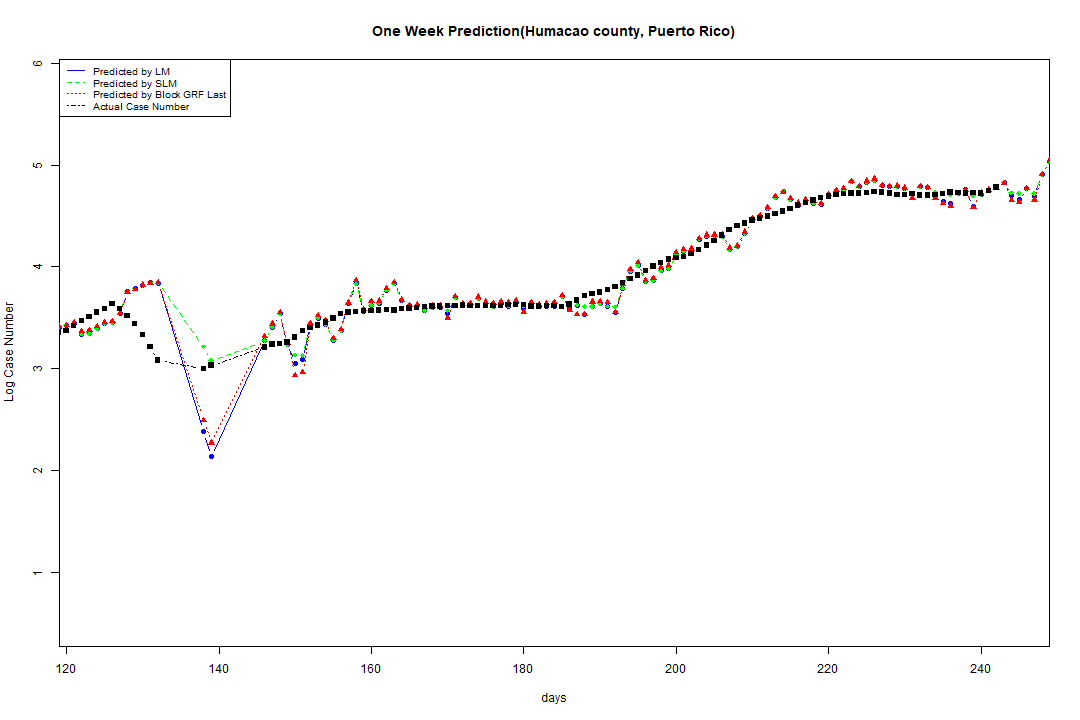 One Week Prediction(Humacao county, Puerto Rico)
Predicted by LM
Predicted by SLM
Predicted by Block GRF Last
Actual Case Number
6
5
4
3
2
1
Log Case Number
120 140 160 180 200 220 240
days